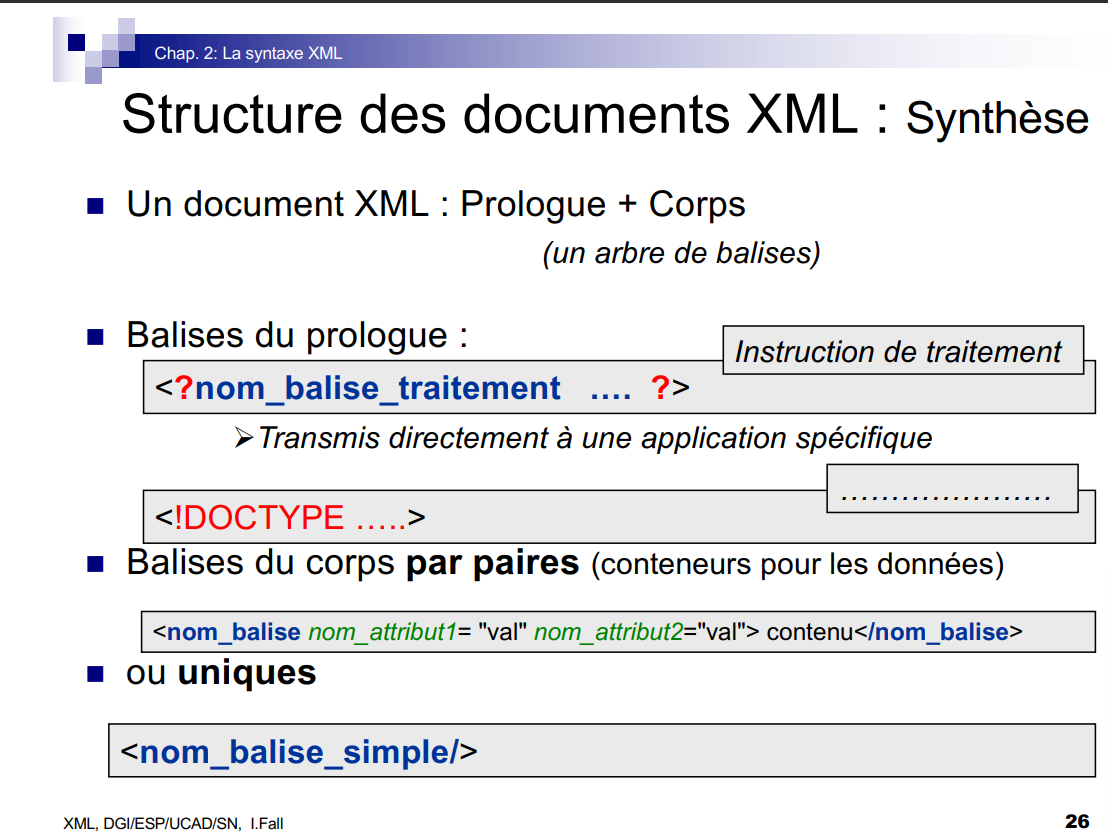 Chap. 2: La syntaxe XML
Structure des documents XML : Synthèse
Un document XML : Prologue + Corps
(un arbre de balises)
Balises du prologue :
Instruction de traitement
<?nom_balise_traitement .... ?>
Transmis directement à une application spécifique
…………………
<!DOCTYPE …..>
Balises du corps par paires (conteneurs pour les données)
<nom_balise nom_attribut1= "val" nom_attribut2="val"> contenu</nom_balise>
ou uniques
<nom_balise_simple/>
XML, DGI/ESP/UCAD/SN, I.Fall
26